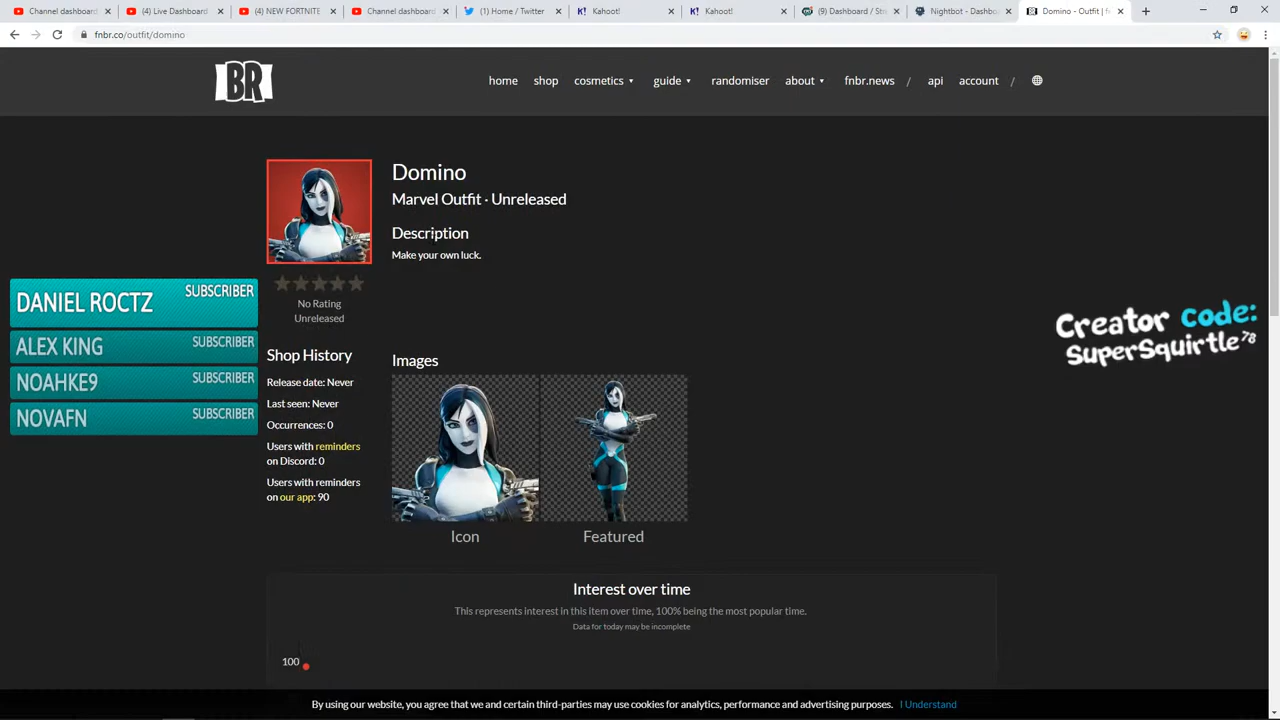 Channel dashboard
(4) Live Dashboard
(4) NEW FORTNITE
Channel dashboard
(1) Home / Twitter
Kahoot!
Kahoot!
(9) Dashboard / Stre
Nightbot - Dashbo
Domino - Outfit | f
fnbr.co/outfit/domino
BR
home
shop
cosmetics
guide
randomiser
about
fnbr.news
/
api
account
/
Domino
Marvel Outfit · Unreleased
Description
Make your own luck.
No Rating
Unreleased
DANIEL ROCTZ SUBSCRIBER
ALEX KING SUBSCRIBER
NOAHKE9 SUBSCRIBER
NOVAFN SUBSCRIBER
Creator code:
SuperSquirtle78
Shop History
Release date: Never
Last seen: Never
Occurrences: 0
Users with reminders
on Discord: 0
Users with reminders
on our app: 90
Images
Icon
Featured
Interest over time
This represents interest in this item over time, 100% being the most popular time.
Data for today may be incomplete
100
By using our website, you agree that we and certain third-parties may use cookies for analytics, performance and advertising purposes. I Understand